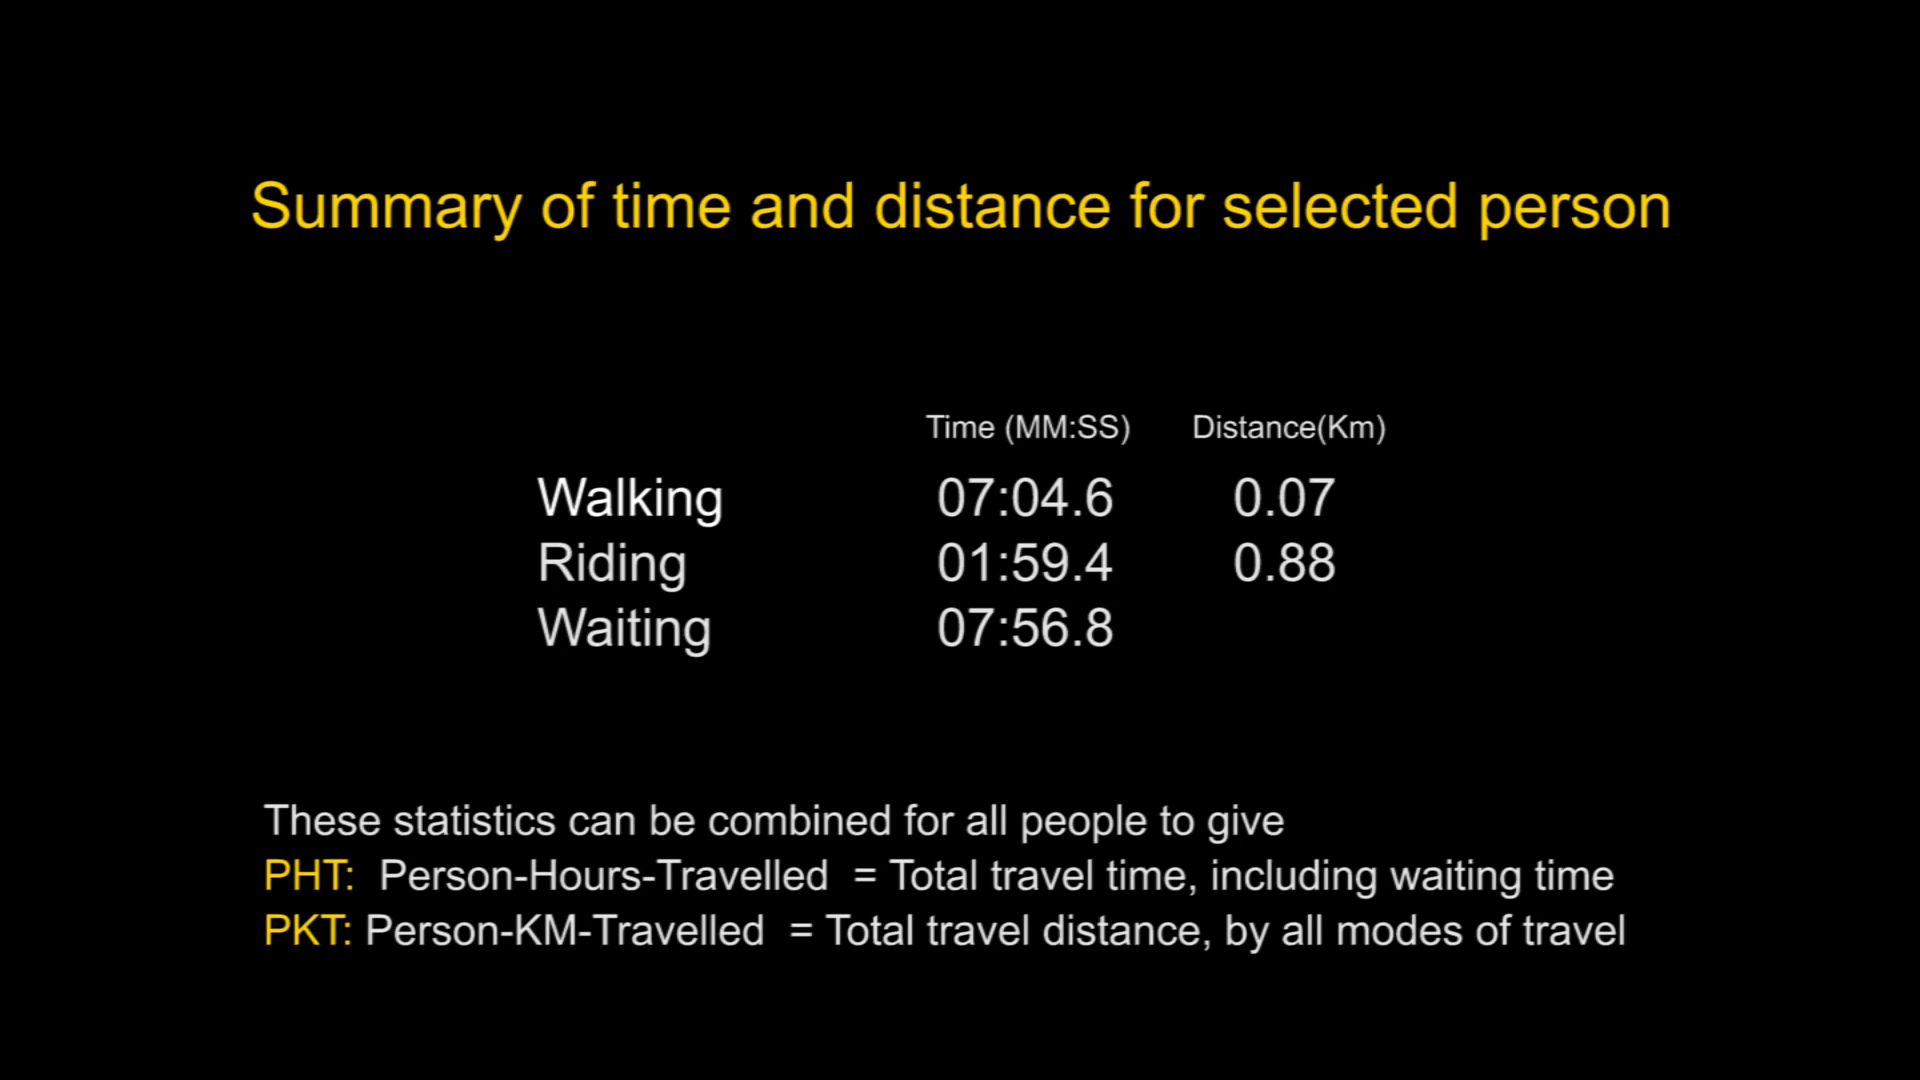 Summary of time and distance for selected person
Time (MM:SS) Distance(Km)
Walking 07:04.6 0.07
Riding 01:59.4 0.88
Waiting 07:56.8
These statistics can be combined for all people to give
PHT: Person-Hours-Travelled = Total travel time, including waiting time
PKT: Person-KM-Travelled = Total travel distance, by all modes of travel